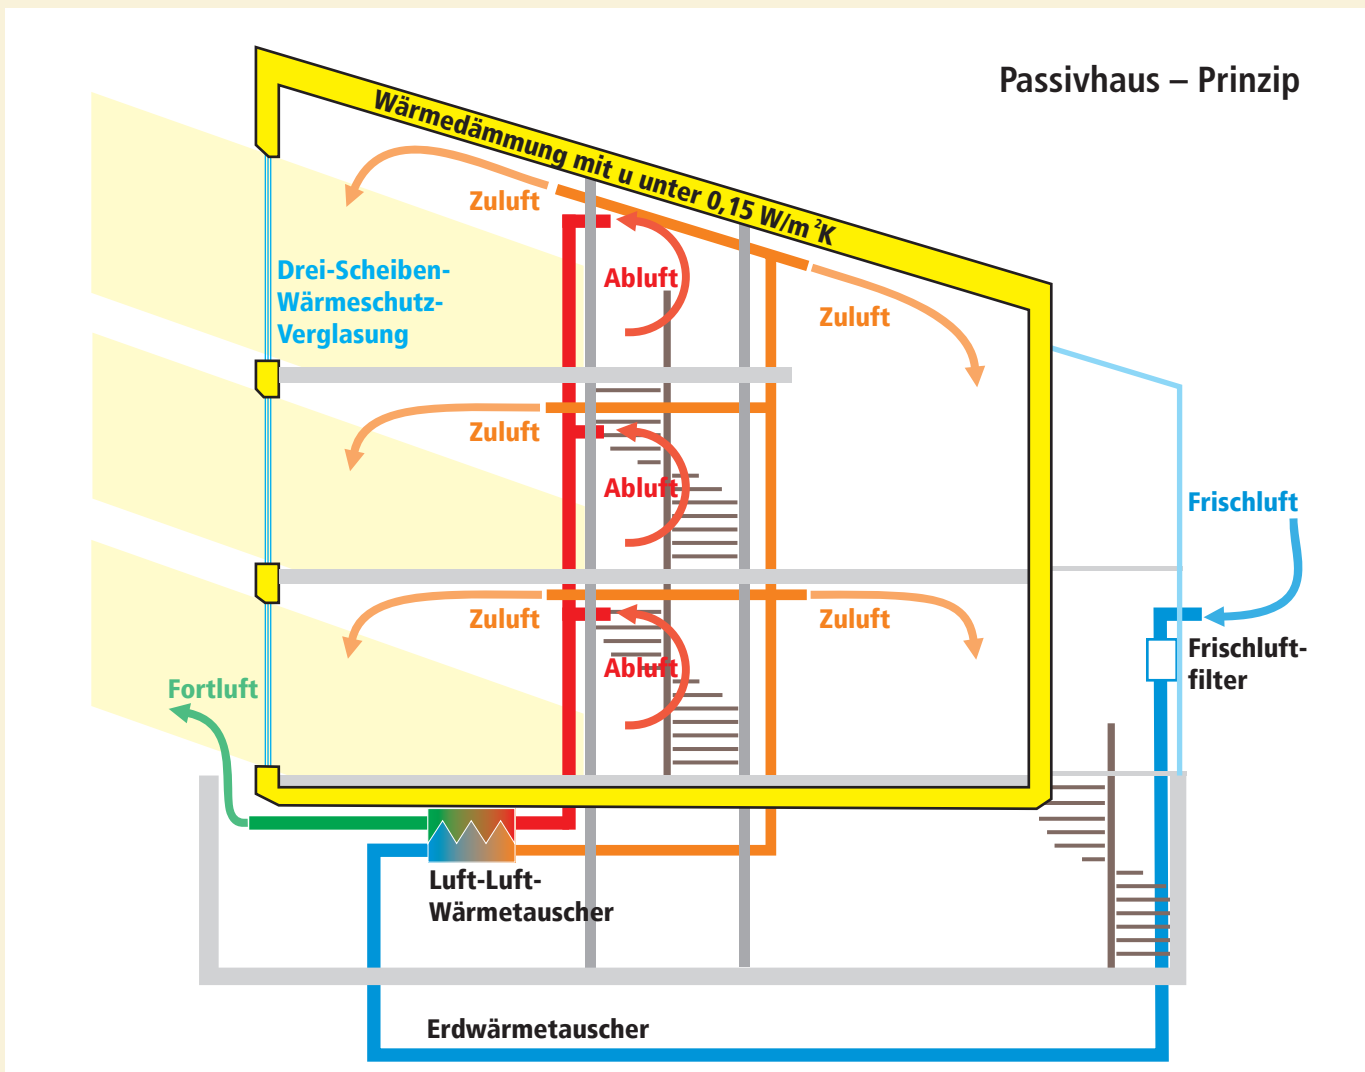 Passivhaus – Prinzip
Wärmedämmung mit u unter 0,15 W/m²K
Zuluft
Abluft
Drei-Scheiben-
Wärmeschutz-
Verglasung
Zuluft
Zuluft
Abluft
Frischluft
Zuluft
Zuluft
Abluft
Frischluft-
filter
Fortluft
Luft-Luft-
Wärmetauscher
Erdwärmetauscher